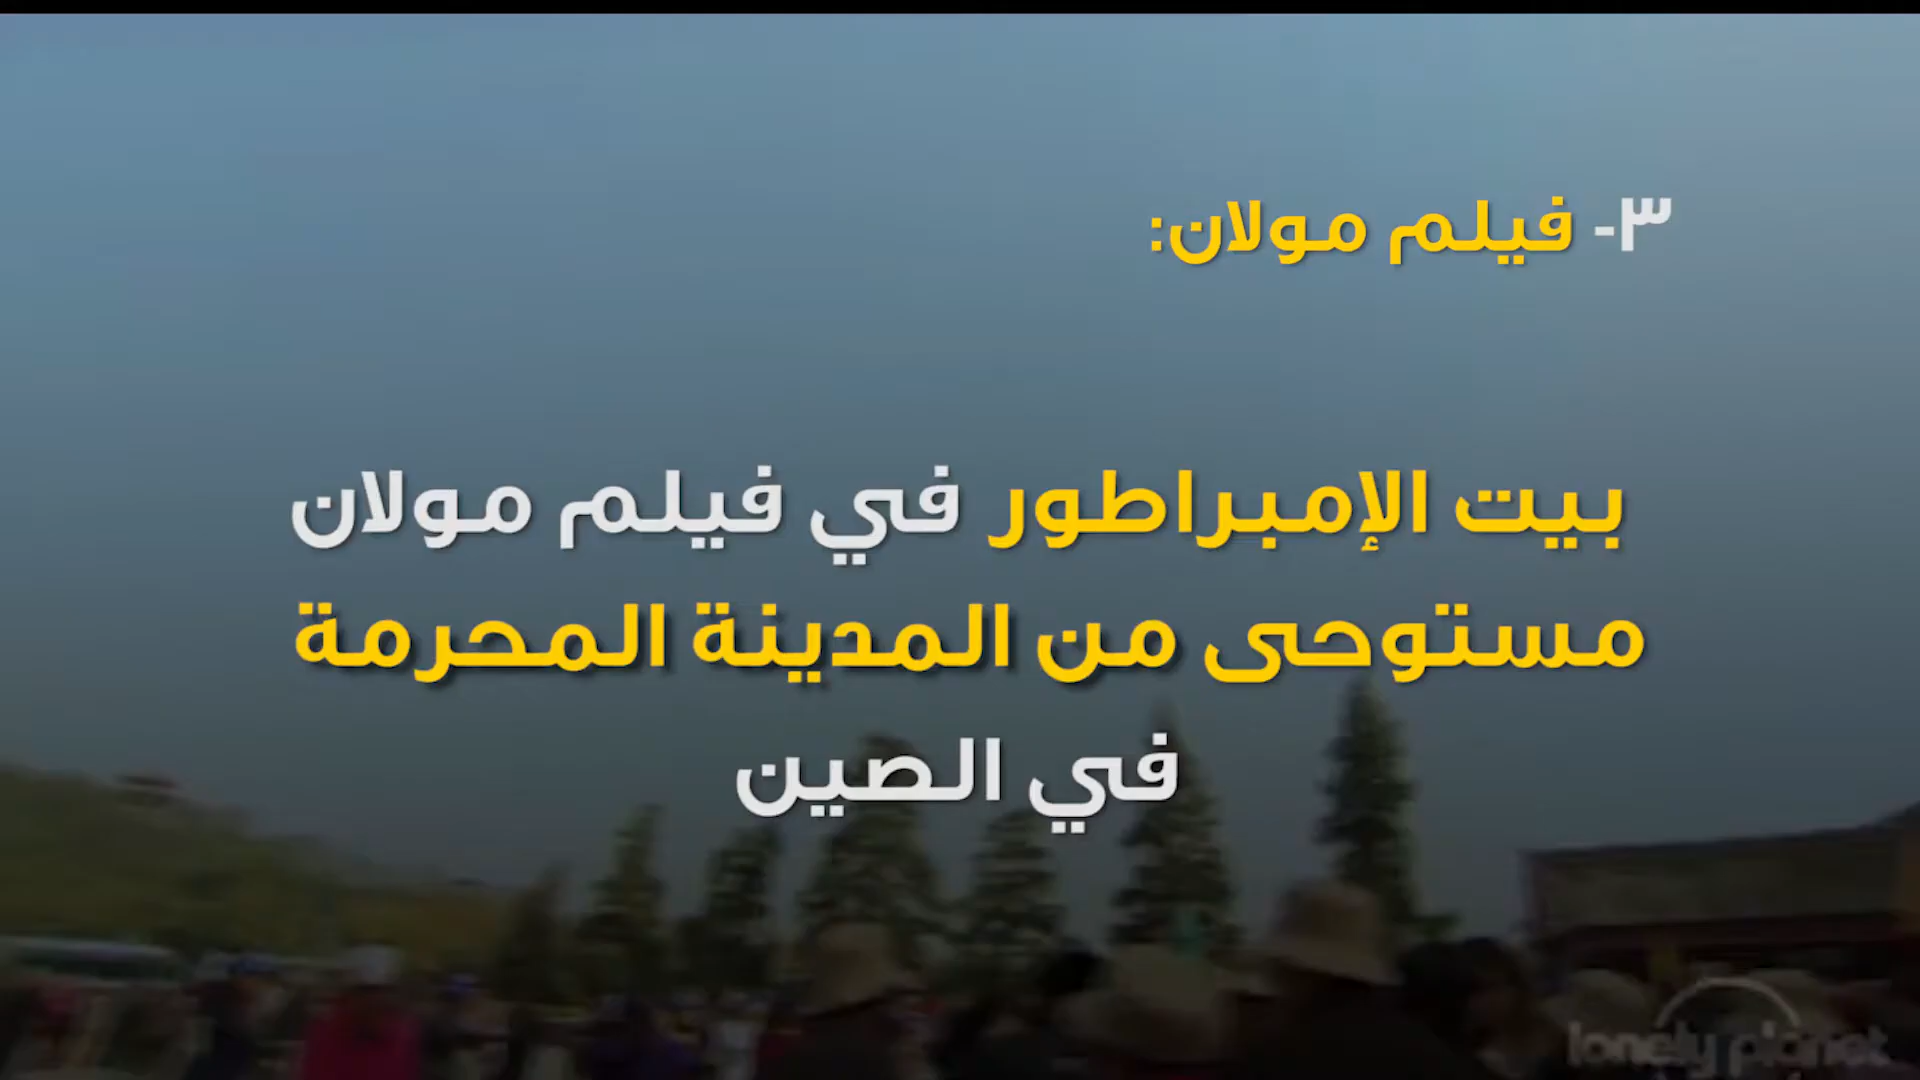 ٣- فيلم مولان:
بيت الإمبراطور في فيلم مولان
مستوحى من المدينة المحرمة
في الصين
lonely planet